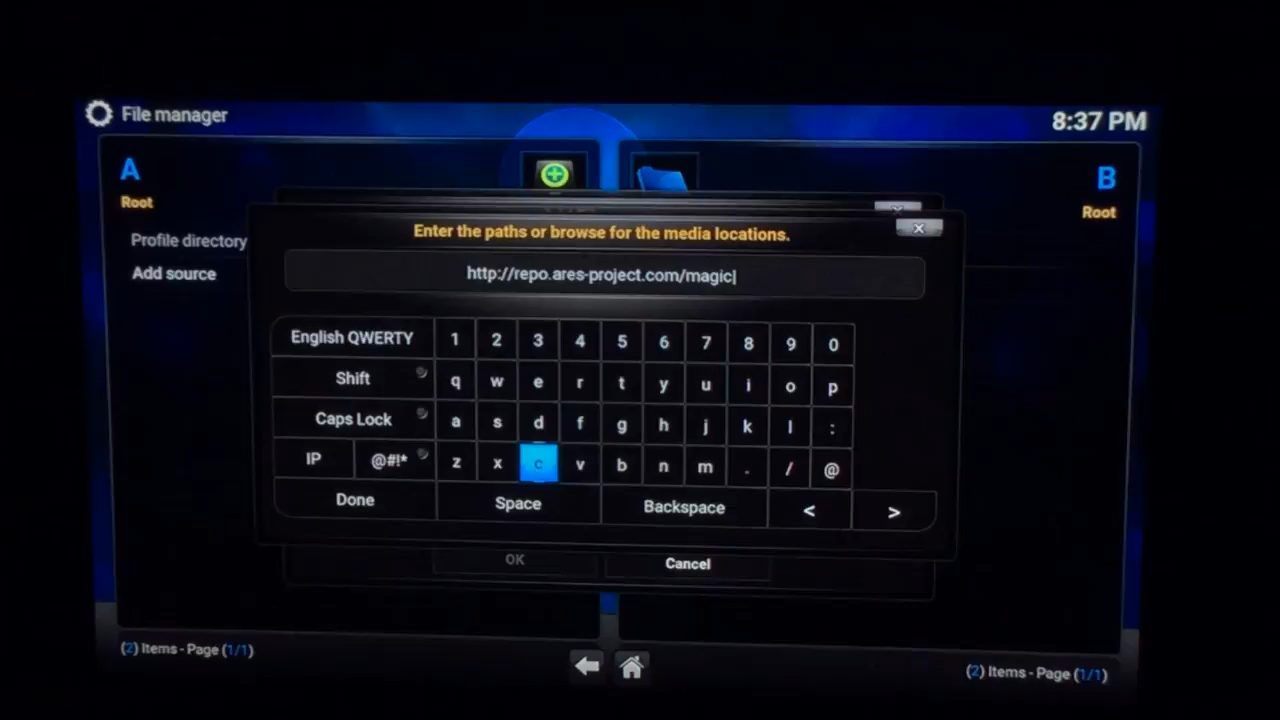 File manager
8:37 PM
A
B
Root
Root
Profile directory
Add source
Enter the paths or browse for the media locations.
http://repo.ares-project.com/magic
English QWERTY 1 2 3 4 5 6 7 8 9 0
Shift q w e r t y u i o p
Caps Lock a s d f g h j k l :
IP @#!* z x c v b n m . / @
Done Space Backspace < >
OK Cancel
(2) Items - Page (1/1)
(2) Items - Page (1/1)